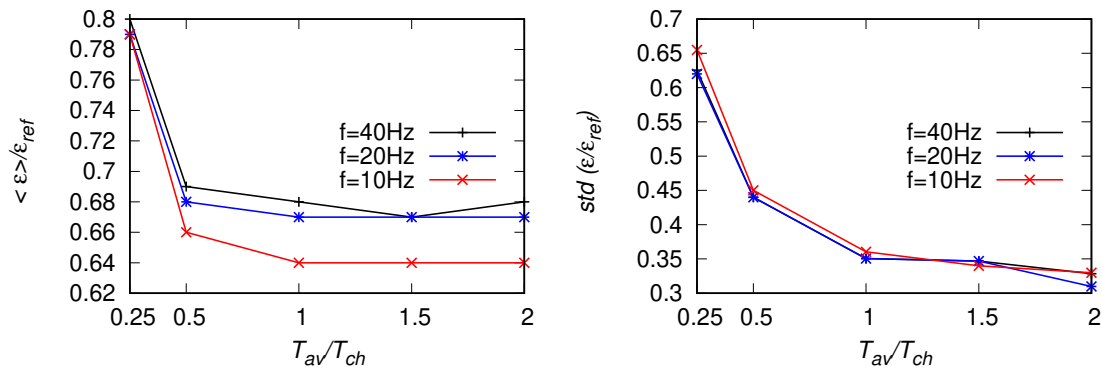 0.8
0.78
0.76
0.74
0.72
0.7
0.68
0.66
0.64
0.62
0.25 0.5 1 1.5 2
< ε>/ε_ref
T_av/T_ch
f=40Hz
f=20Hz
f=10Hz
0.7
0.65
0.6
0.55
0.5
0.45
0.4
0.35
0.3
0.25 0.5 1 1.5 2
std (ε/ε_ref)
T_av/T_ch
f=40Hz
f=20Hz
f=10Hz